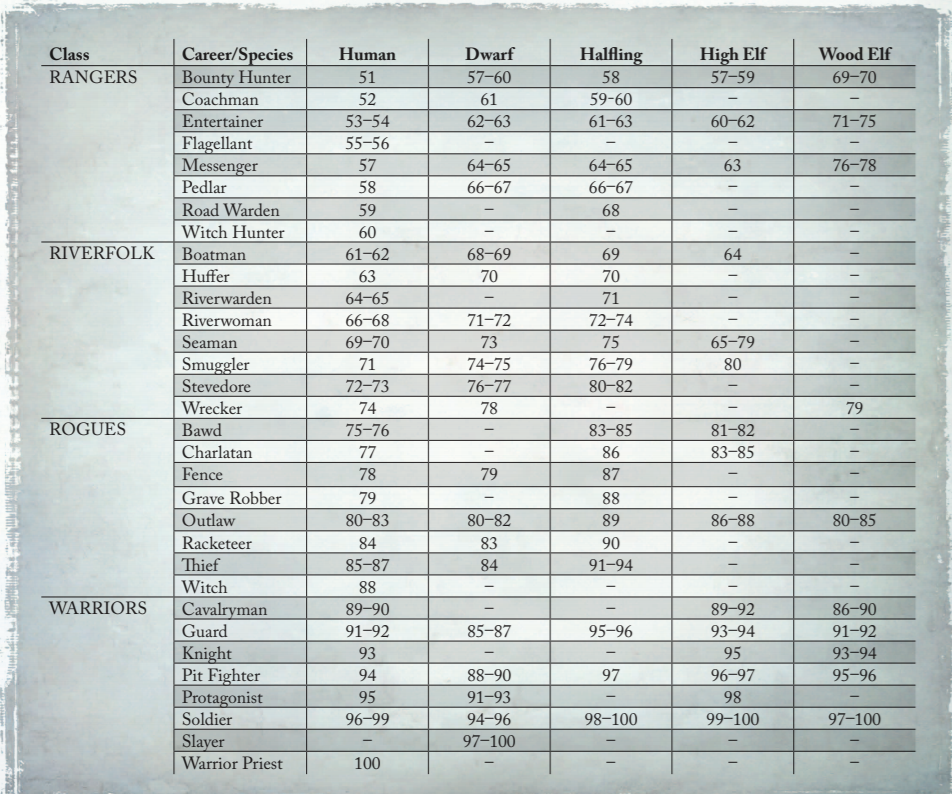 Class Career/Species Human Dwarf Halfling High Elf Wood Elf
RANGERS Bounty Hunter 51 57–60 58 57–59 69–70
Coachman 52 61 59-60 – –
Entertainer 53–54 62–63 61–63 60–62 71–75
Flagellant 55–56 – – – –
Messenger 57 64–65 64–65 63 76–78
Pedlar 58 66–67 66–67 – –
Road Warden 59 – 68 – –
Witch Hunter 60 – – – –
RIVERFOLK Boatman 61–62 68–69 69 64 –
Huffer 63 70 70 – –
Riverwarden 64–65 – 71 – –
Riverwoman 66–68 71–72 72–74 – –
Seaman 69–70 73 75 65–79 –
Smuggler 71 74–75 76–79 80 –
Stevedore 72–73 76–77 80–82 – –
Wrecker 74 78 – – 79
ROGUES Bawd 75–76 – 83–85 81–82 –
Charlatan 77 – 86 83–85 –
Fence 78 79 87 – –
Grave Robber 79 – 88 – –
Outlaw 80–83 80–82 89 86–88 80–85
Racketeer 84 83 90 – –
Thief 85–87 84 91–94 – –
Witch 88 – – – –
WARRIORS Cavalryman 89–90 – – 89–92 86–90
Guard 91–92 85–87 95–96 93–94 91–92
Knight 93 – – 95 93–94
Pit Fighter 94 88–90 97 96–97 95–96
Protagonist 95 91–93 – 98 –
Soldier 96–99 94–96 98–100 99–100 97–100
Slayer – 97–100 – – –
Warrior Priest 100 – – – –